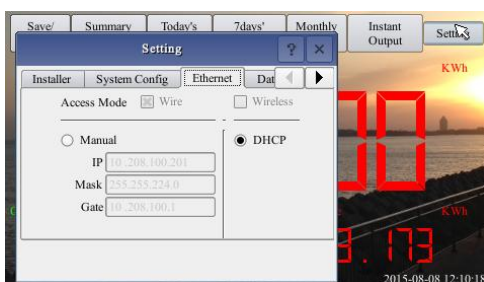 Save/ Summary Today's 7days' Monthly Instant Output Setting
Setting ? ×
KWh
Installer System Config Ethernet Dat
Access Mode Wire Wireless
Manual DHCP
IP 10 .208.100.201
Mask 255.255.224.0
Gate 10 .208.100.1
KWh
3.173
2015-08-08 12:10:18